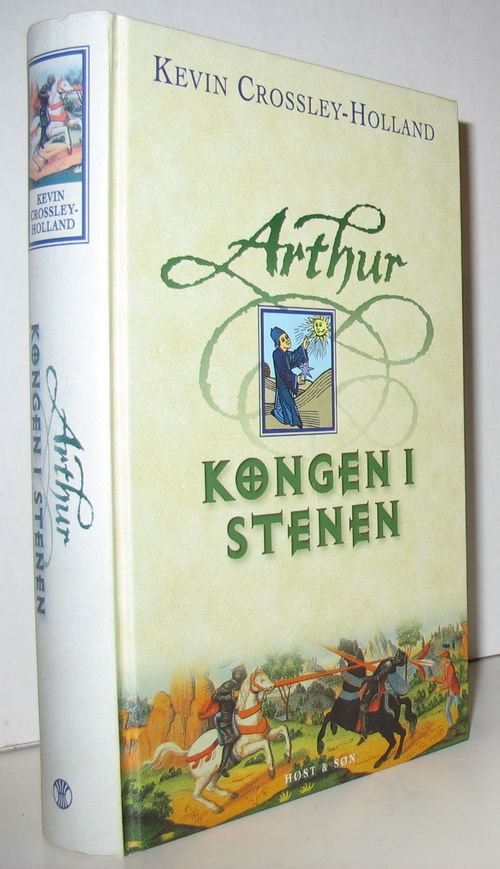 KEVIN
CROSSLEY-
HOLLAND
Arthur
KONGEN I STENEN
KEVIN CROSSLEY-HOLLAND
Arthur
KONGEN I
STENEN
HØST & SØN